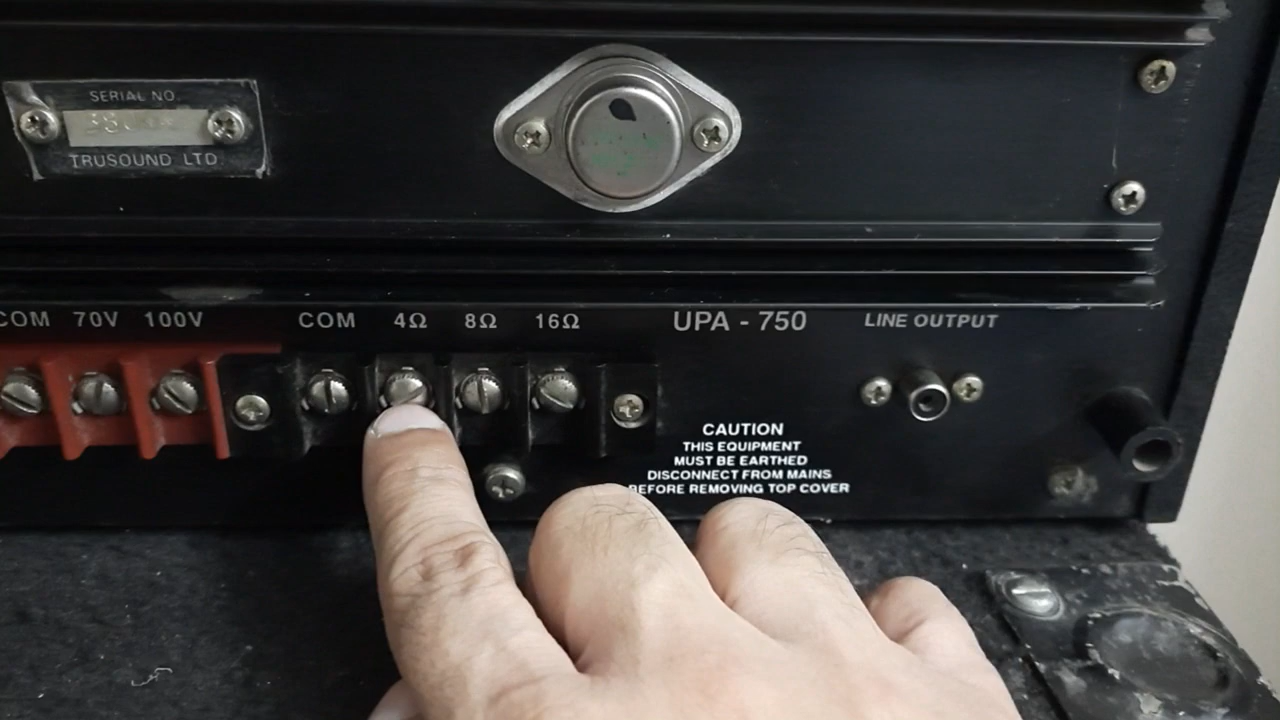 SERIAL NO.
TRUSOUND LTD.
COM 70V 100V COM 4Ω 8Ω 16Ω UPA - 750 LINE OUTPUT
CAUTION
THIS EQUIPMENT
MUST BE EARTHED
DISCONNECT FROM MAINS
BEFORE REMOVING TOP COVER